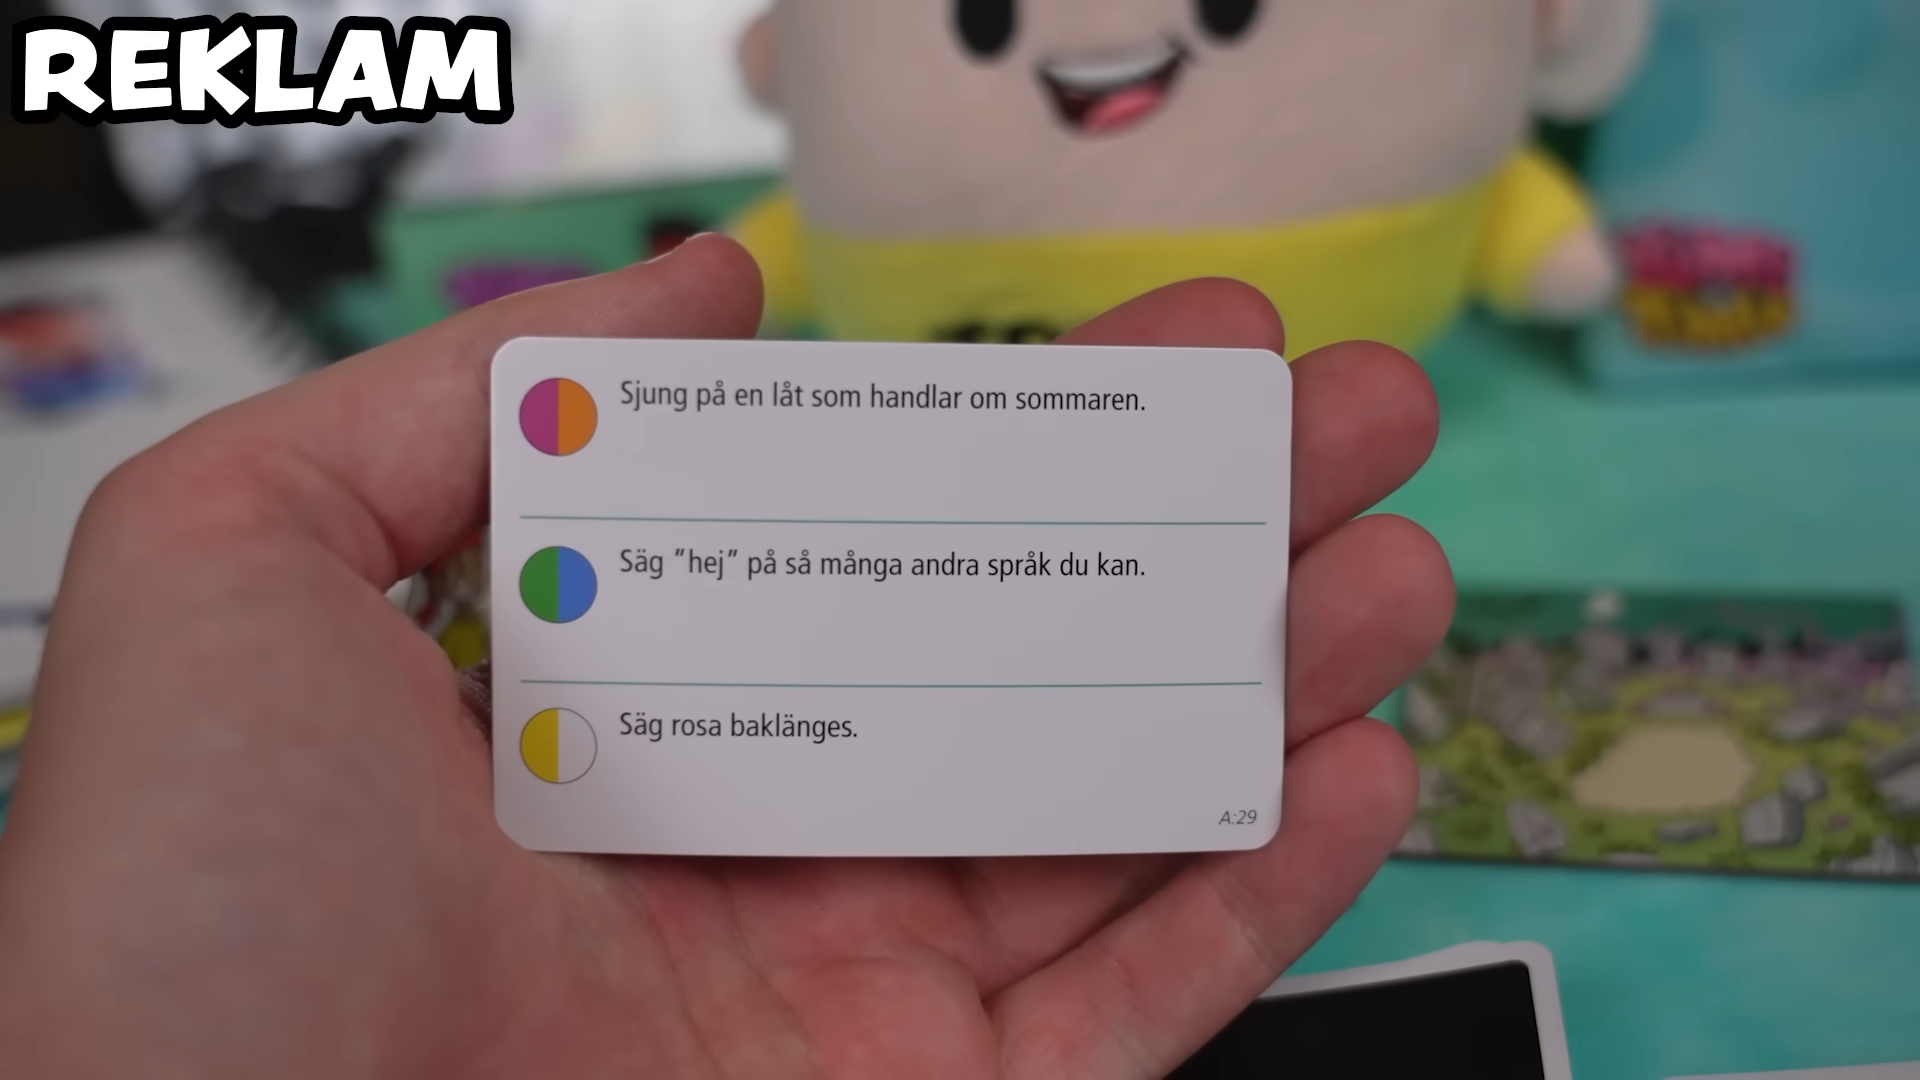 REKLAM
Sjung på en låt som handlar om sommaren.
Säg ”hej” på så många andra språk du kan.
Säg rosa baklänges.
A:29